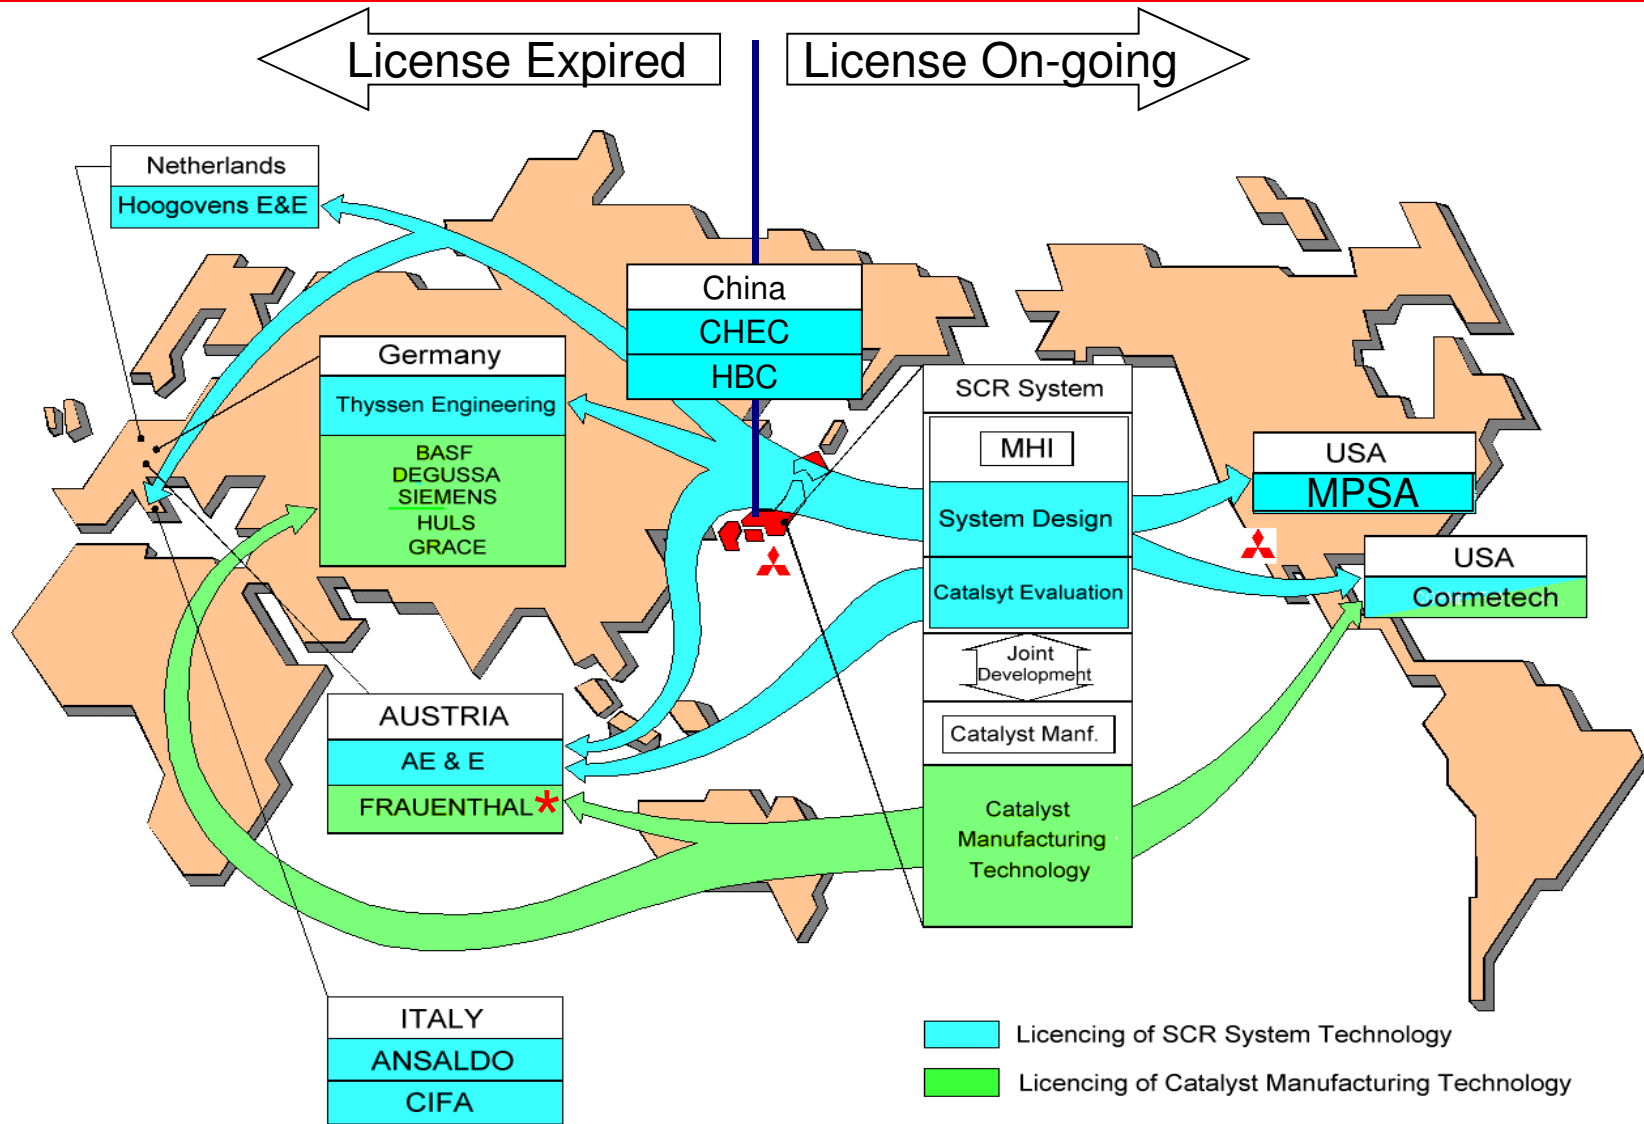 License Expired
License On-going
Netherlands
Hoogovens E&E
China
CHEC
HBC
Germany
Thyssen Engineering
BASF
DEGUSSA
SIEMENS
HULS
GRACE
SCR System
MHI
System Design
Catalsyt Evaluation
Joint
Development
Catalyst Manf.
Catalyst
Manufacturing
Technology
USA
MPSA
USA
Cormetech
AUSTRIA
AE & E
FRAUENTHAL*
ITALY
ANSALDO
CIFA
Licencing of SCR System Technology
Licencing of Catalyst Manufacturing Technology